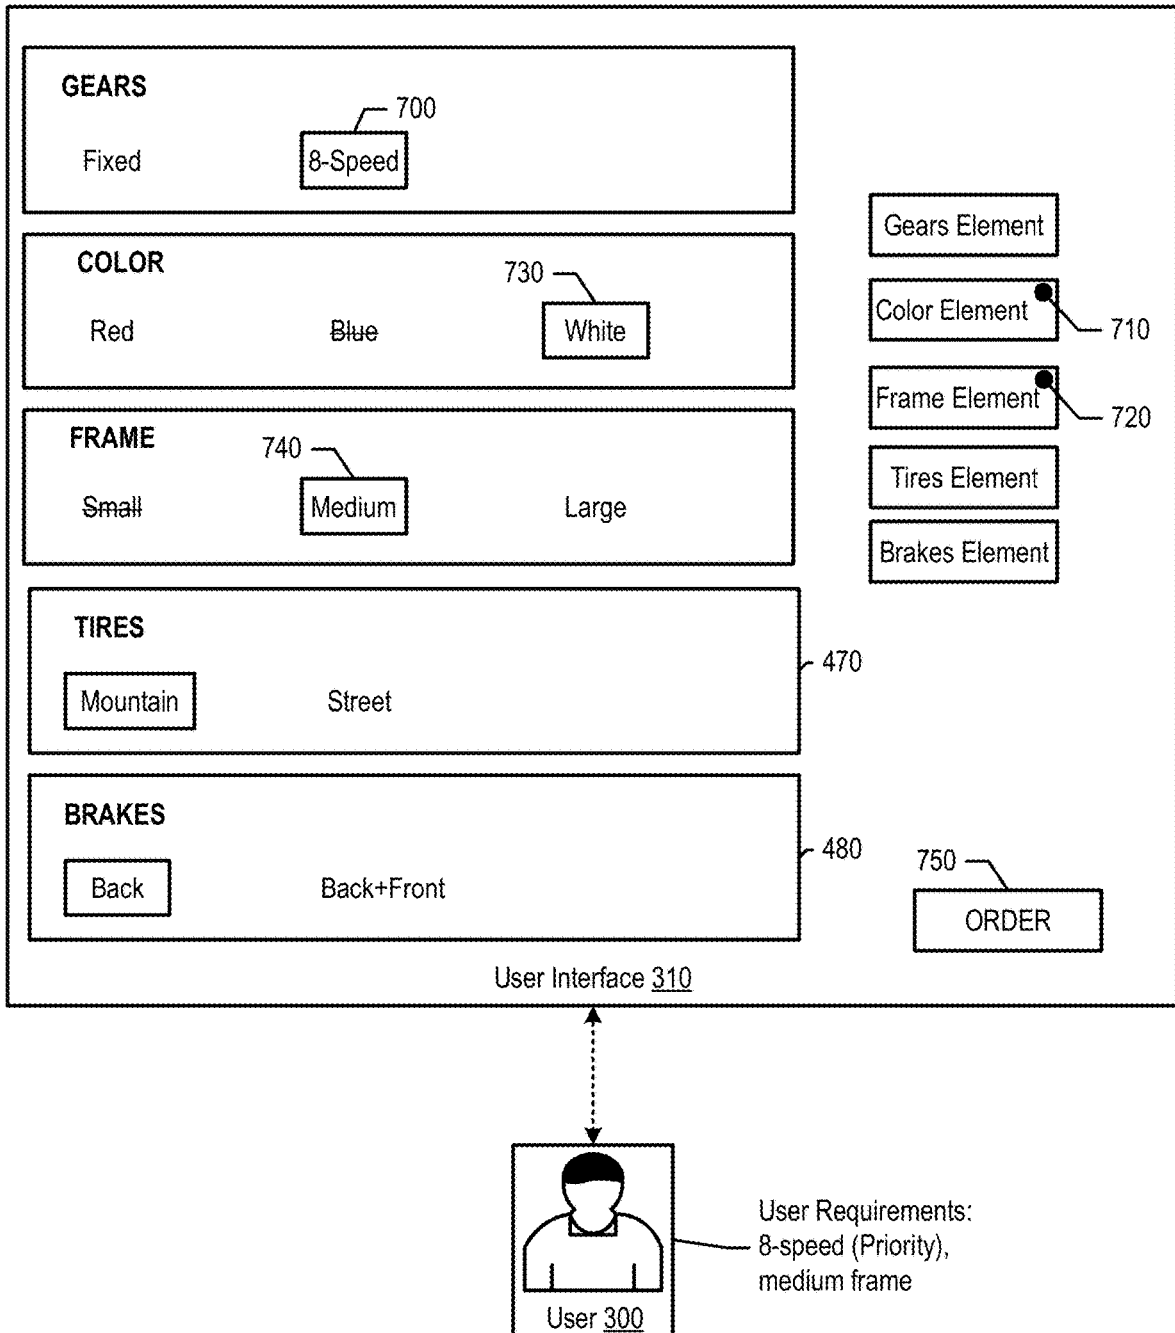 GEARS
700
Fixed
8-Speed
Gears Element
COLOR
730
Red
Blue
White
Color Element
710
FRAME
740
Small
Medium
Large
Frame Element
720
Tires Element
Brakes Element
TIRES
470
Mountain
Street
BRAKES
480
Back
Back+Front
750
ORDER
User Interface 310
User Requirements:
8-speed (Priority),
medium frame
User 300